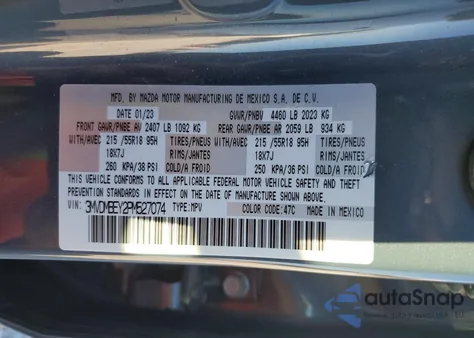 MFD. BY MAZDA MOTOR MANUFACTURING DE MEXICO S.A. DE C.V.
DATE 01/23 GVWR/PNBV 4460 LB 2023 KG
FRONT GAWR/PNBE AV 2407 LB 1092 KG REAR GAWR/PNBE AR 2059 LB 934 KG
WITH/AVEC 215 /55R18 95H TIRES/PNEUS WITH/AVEC 215 /55R18 95H TIRES/PNEUS
18X7J RIMS/JANTES 18X7J RIMS/JANTES
260 KPA/38 PSI COLD/A FROID 250 KPA/36 PSI COLD/A FROID
THIS VEHICLE CONFORMS TO ALL APPLICABLE FEDERAL MOTOR VEHICLE SAFETY AND THEFT
PREVENTION STANDARDS IN EFFECT ON THE DATE OF MANUFACTURE SHOWN ABOVE.
VIN: TYPE:MPV COLOR CODE:47C MADE IN MEXICO
autoSnap